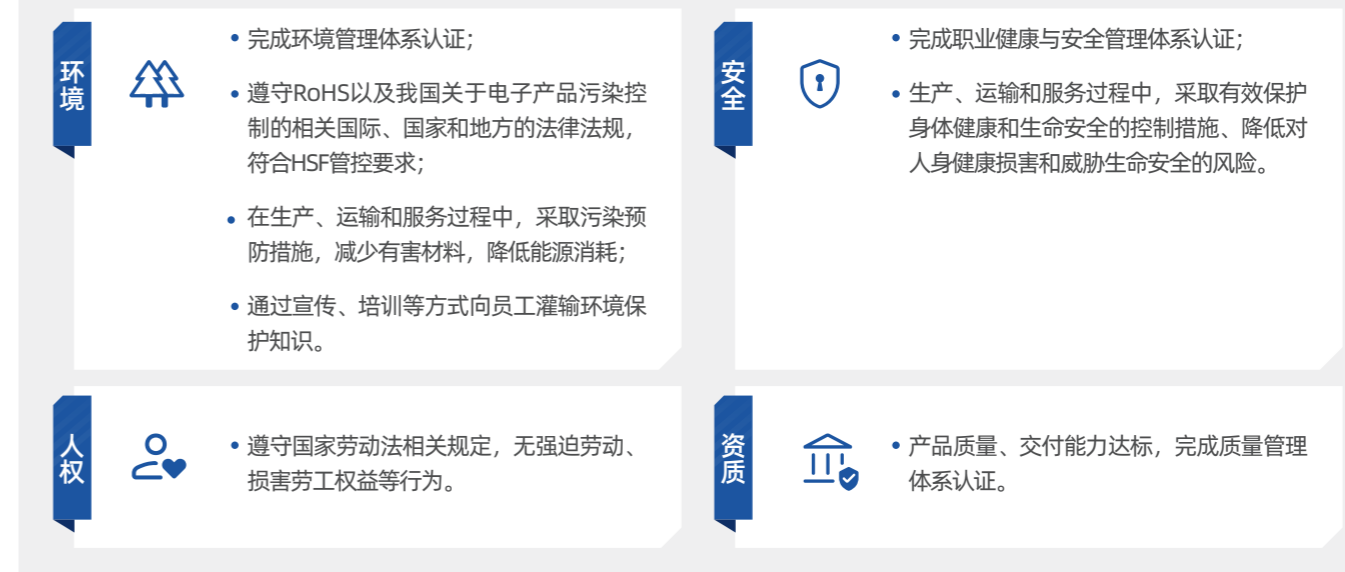 环境
• 完成环境管理体系认证；
• 遵守RoHS以及我国关于电子产品污染控
制的相关国际、国家和地方的法律法规，
符合HSF管控要求；
• 在生产、运输和服务过程中，采取污染预
防措施，减少有害材料，降低能源消耗；
• 通过宣传、培训等方式向员工灌输环境保
护知识。
安全
• 完成职业健康与安全管理体系认证；
• 生产、运输和服务过程中，采取有效保护
身体健康和生命安全的控制措施、降低对
人身健康损害和威胁生命安全的风险。
人权
• 遵守国家劳动法相关规定，无强迫劳动、
损害劳工权益等行为。
资质
• 产品质量、交付能力达标，完成质量管理
体系认证。